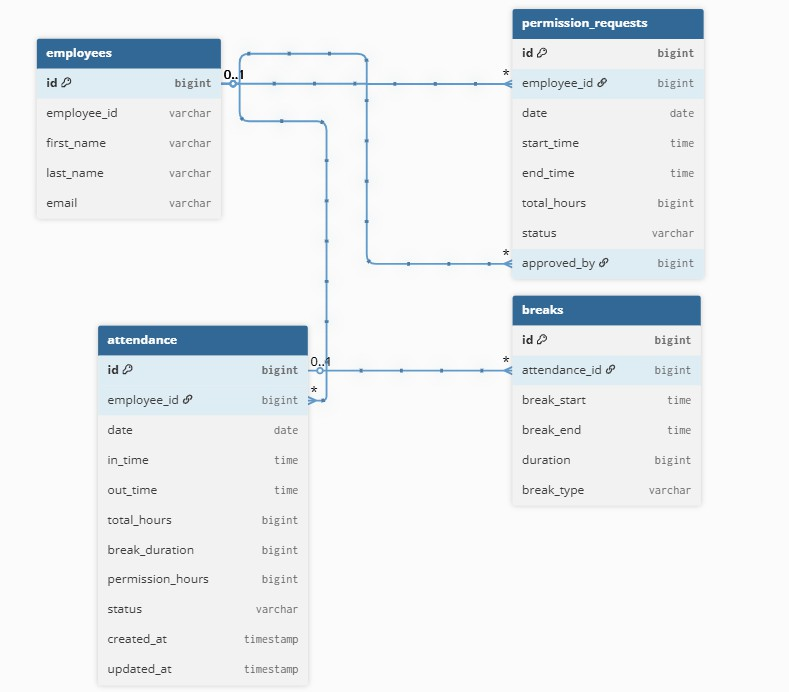 employees
id bigint
employee_id varchar
first_name varchar
last_name varchar
email varchar
0..1
*
*
permission_requests
id bigint
employee_id bigint
date date
start_time time
end_time time
total_hours bigint
status varchar
approved_by bigint
attendance
id bigint
employee_id bigint
date date
in_time time
out_time time
total_hours bigint
break_duration bigint
permission_hours bigint
status varchar
created_at timestamp
updated_at timestamp
0..1
*
*
breaks
id bigint
attendance_id bigint
break_start time
break_end time
duration bigint
break_type varchar